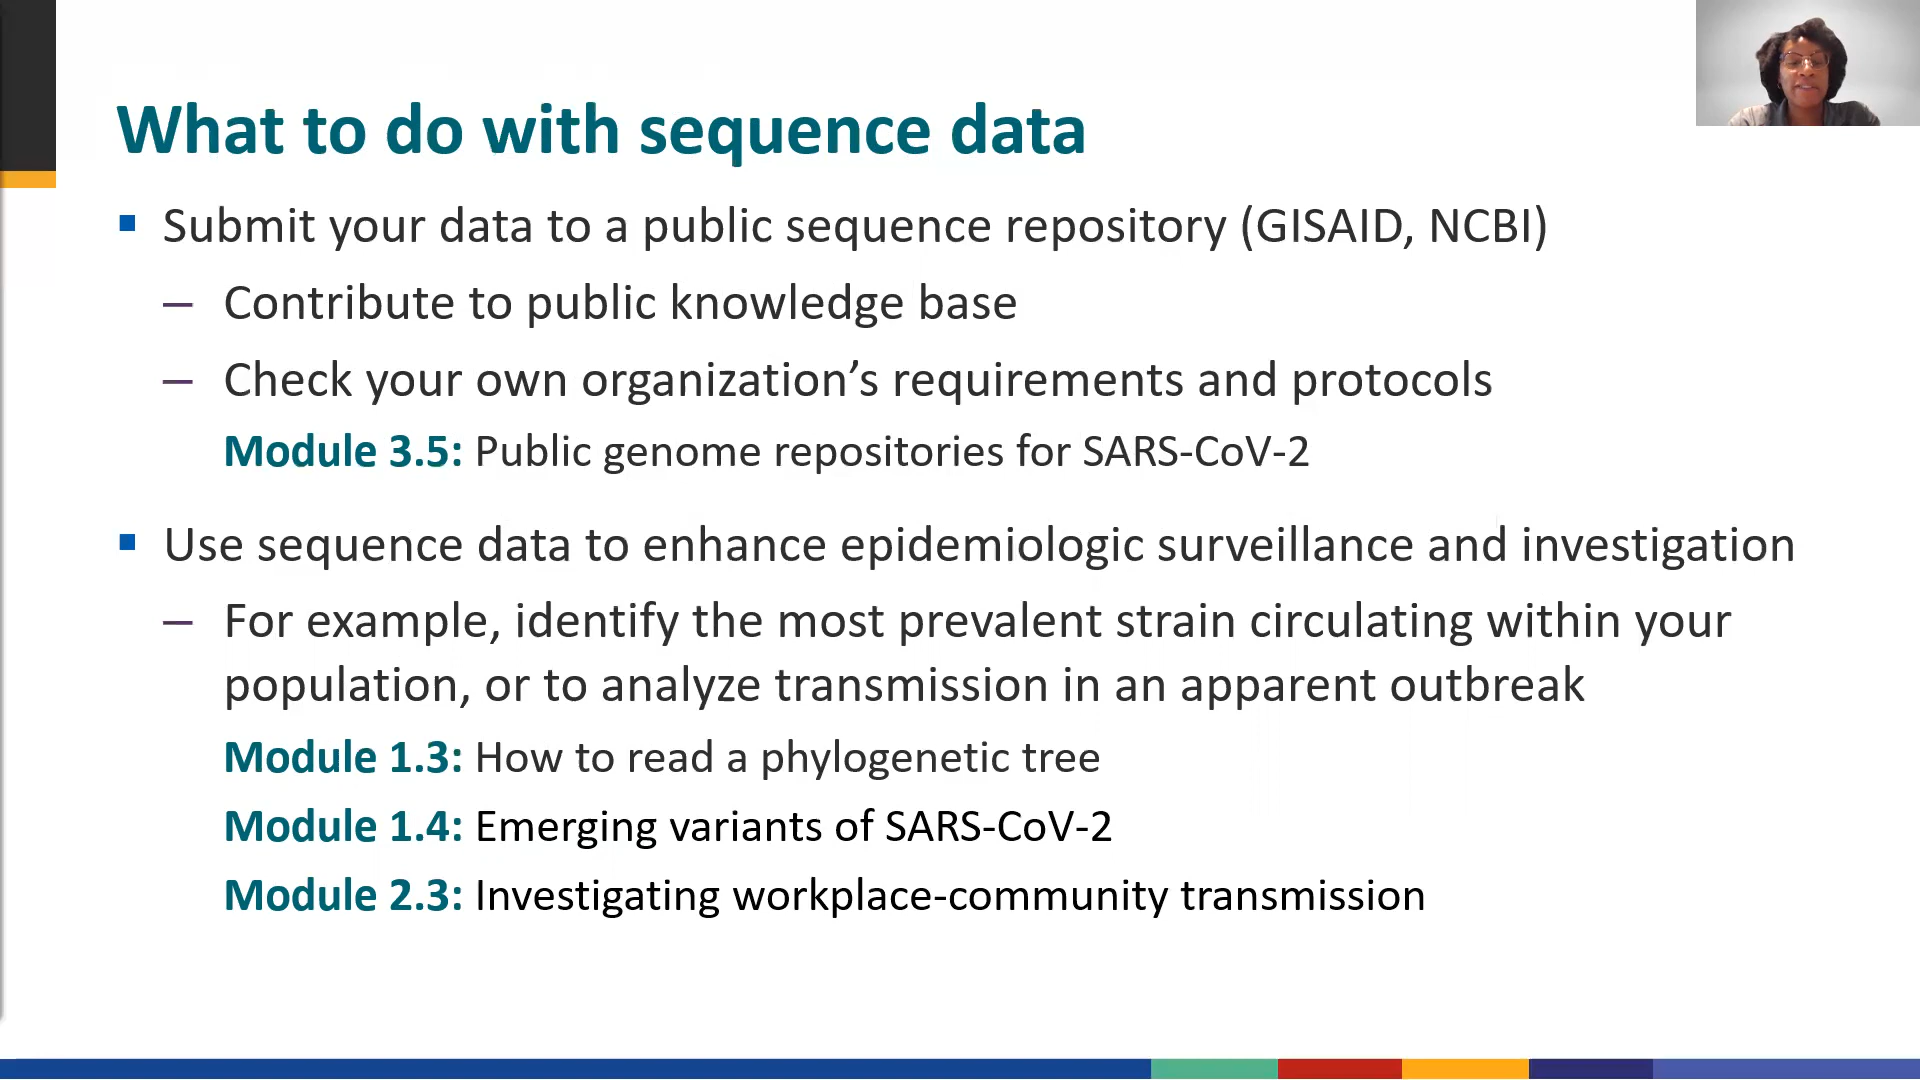 What to do with sequence data
▪ Submit your data to a public sequence repository (GISAID, NCBI)
– Contribute to public knowledge base
– Check your own organization’s requirements and protocols
Module 3.5: Public genome repositories for SARS-CoV-2
▪ Use sequence data to enhance epidemiologic surveillance and investigation
– For example, identify the most prevalent strain circulating within your
population, or to analyze transmission in an apparent outbreak
Module 1.3: How to read a phylogenetic tree
Module 1.4: Emerging variants of SARS-CoV-2
Module 2.3: Investigating workplace-community transmission